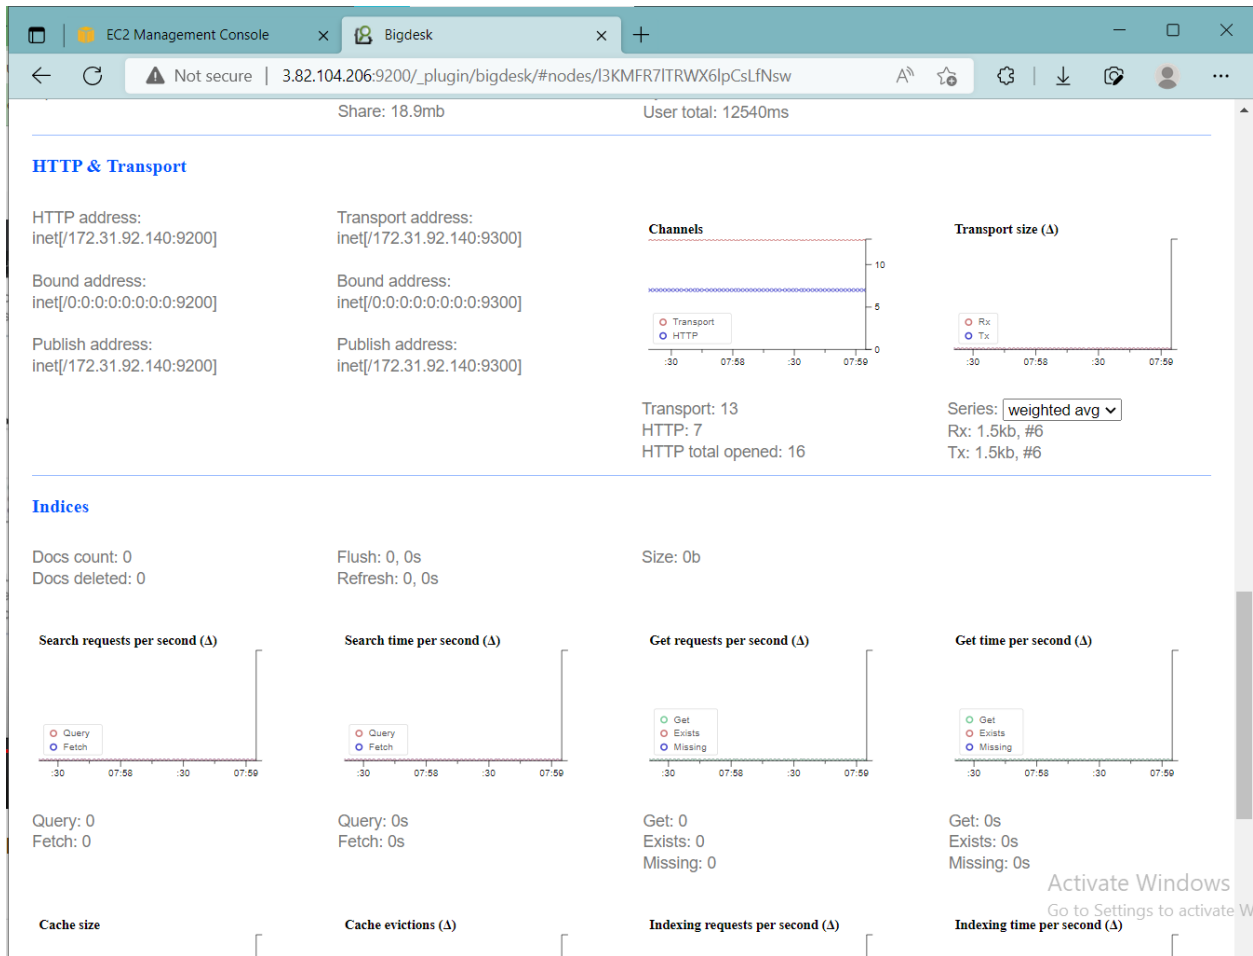 EC2 Management Console
Bigdesk
Not secure | 3.82.104.206:9200/_plugin/bigdesk/#nodes/l3KMFR7lTRWX6lpCsLfNsw
Share: 18.9mb
User total: 12540ms
HTTP & Transport
HTTP address:
inet[/172.31.92.140:9200]
Bound address:
inet[/0:0:0:0:0:0:0:0:9200]
Publish address:
inet[/172.31.92.140:9200]
Transport address:
inet[/172.31.92.140:9300]
Bound address:
inet[/0:0:0:0:0:0:0:0:9300]
Publish address:
inet[/172.31.92.140:9300]
Channels
10
5
0
Transport
HTTP
:30 07:58 :30 07:59
Transport: 13
HTTP: 7
HTTP total opened: 16
Transport size (Δ)
Rx
Tx
:30 07:58 :30 07:59
Series: weighted avg
Rx: 1.5kb, #6
Tx: 1.5kb, #6
Indices
Docs count: 0
Docs deleted: 0
Flush: 0, 0s
Refresh: 0, 0s
Size: 0b
Search requests per second (Δ)
Query
Fetch
:30 07:58 :30 07:59
Query: 0
Fetch: 0
Search time per second (Δ)
Query
Fetch
:30 07:58 :30 07:59
Query: 0s
Fetch: 0s
Get requests per second (Δ)
Get
Exists
Missing
:30 07:58 :30 07:59
Get: 0
Exists: 0
Missing: 0
Get time per second (Δ)
Get
Exists
Missing
:30 07:58 :30 07:59
Get: 0s
Exists: 0s
Missing: 0s
Activate Windows
Go to Settings to activate W
Cache size
Cache evictions (Δ)
Indexing requests per second (Δ)
Indexing time per second (Δ)